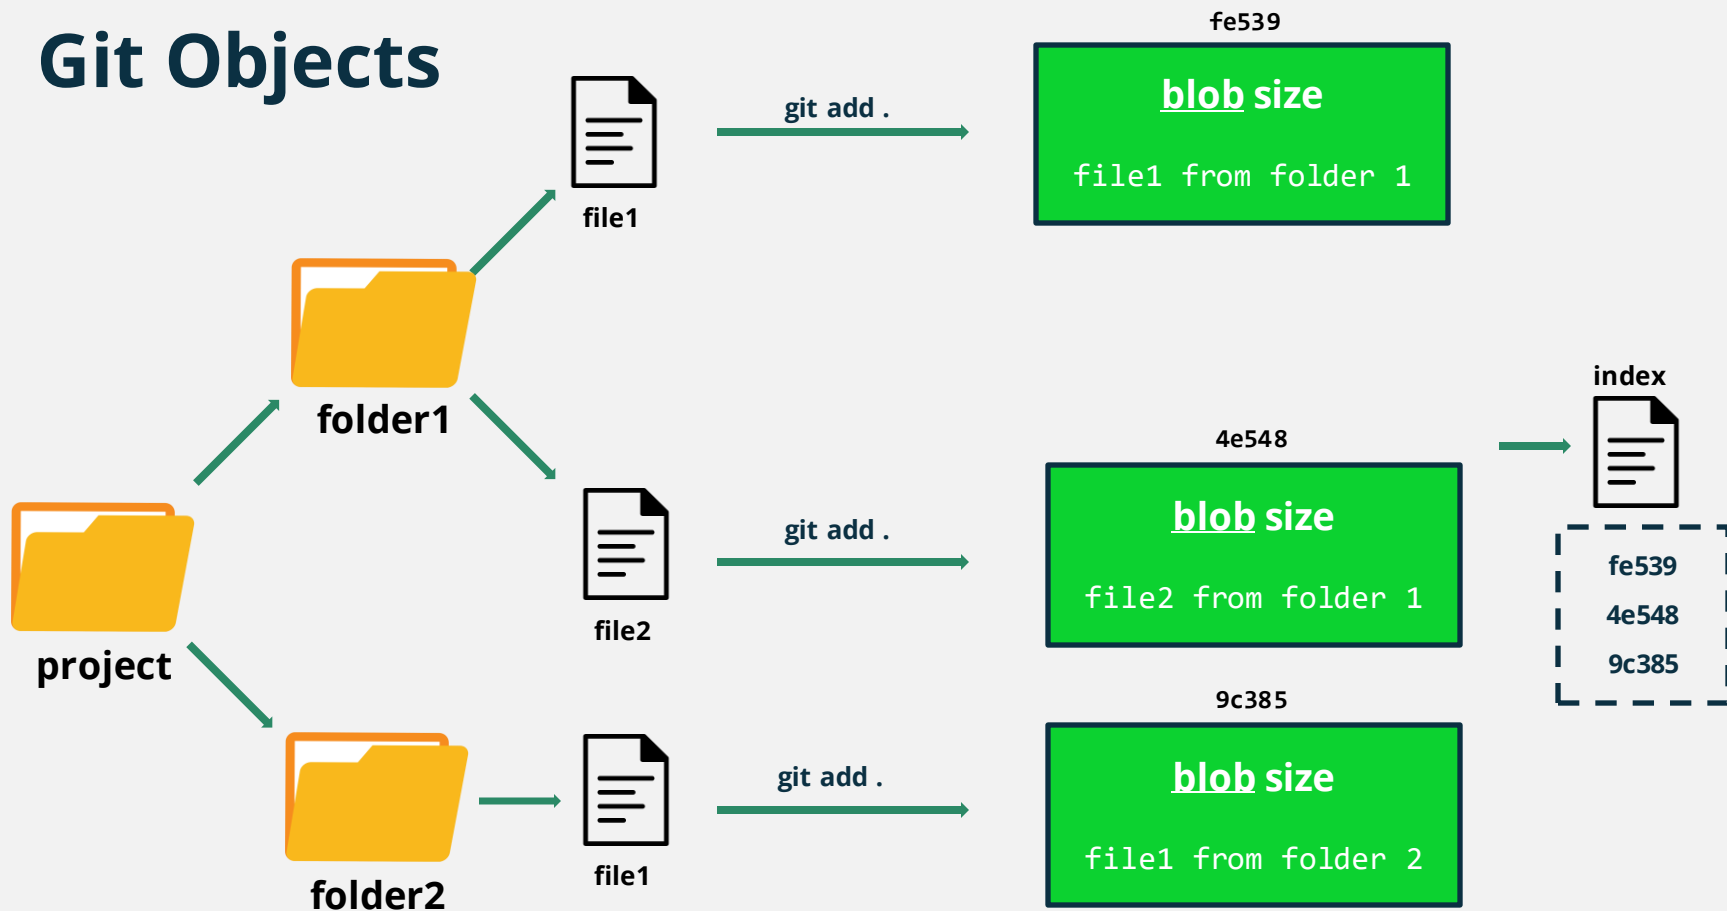 Git Objects
fe539
blob size
file1 from folder 1
git add .
file1
folder1
index
4e548
blob size
file2 from folder 1
git add .
file2
fe539
4e548
9c385
project
9c385
blob size
file1 from folder 2
git add .
file1
folder2